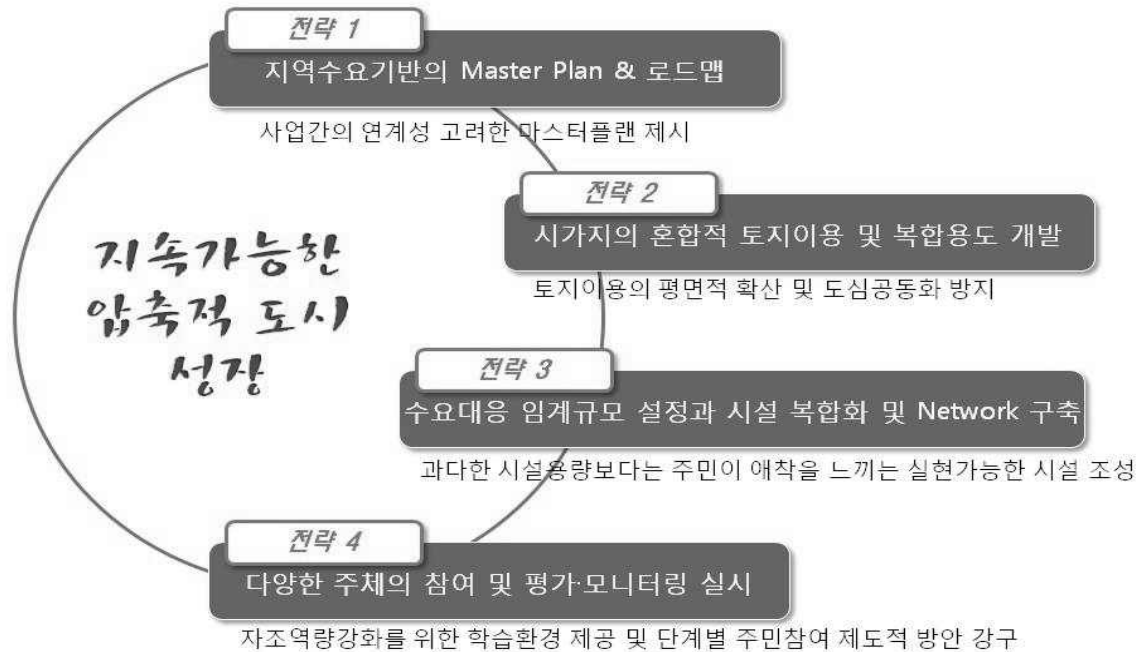 전략 1
지역수요기반의 Master Plan & 로드맵
사업간의 연계성 고려한 마스터플랜 제시
전략 2
시가지의 혼합적 토지이용 및 복합용도 개발
토지이용의 평면적 확산 및 도심공동화 방지
지속가능한
압축적 도시
성장
전략 3
수요대응 임계규모 설정과 시설 복합화 및 Network 구축
과다한 시설용량보다는 주민이 애착을 느끼는 실현가능한 시설 조성
전략 4
다양한 주체의 참여 및 평가·모니터링 실시
자조역량강화를 위한 학습환경 제공 및 단계별 주민참여 제도적 방안 강구